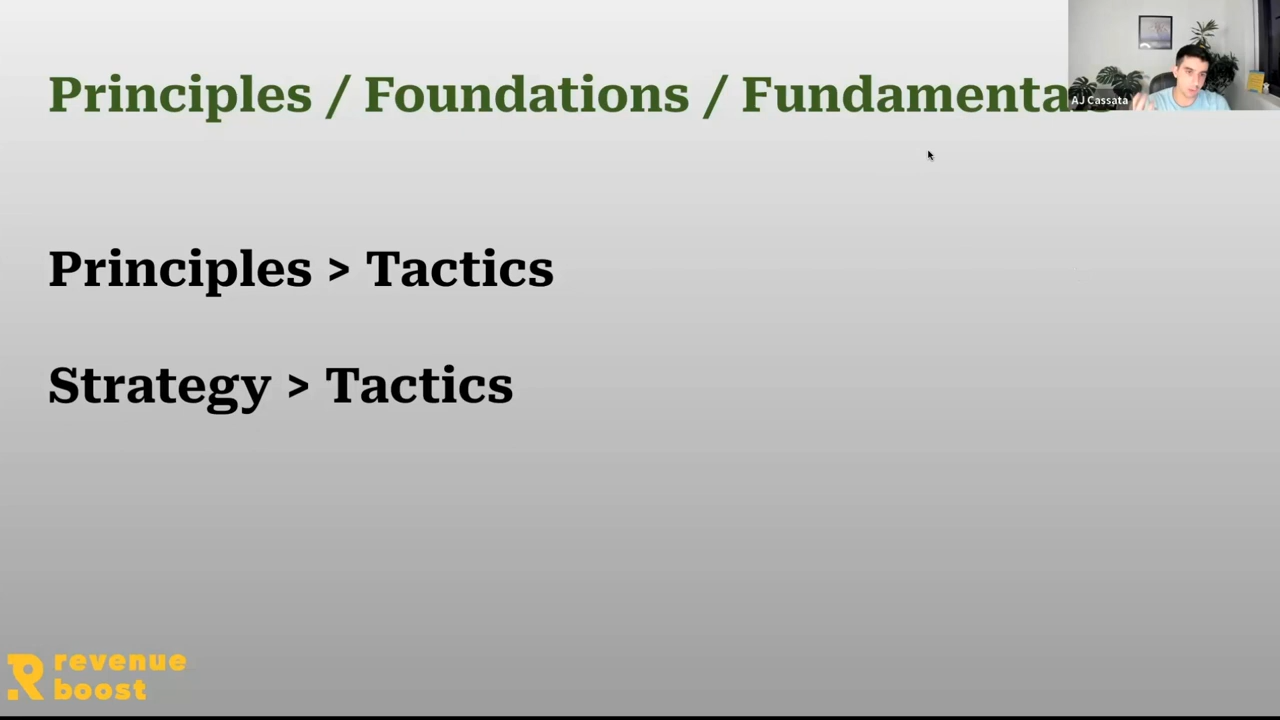 Principles / Foundations / Fundamenta
AJ Cassata
Principles > Tactics
Strategy > Tactics
revenue
boost